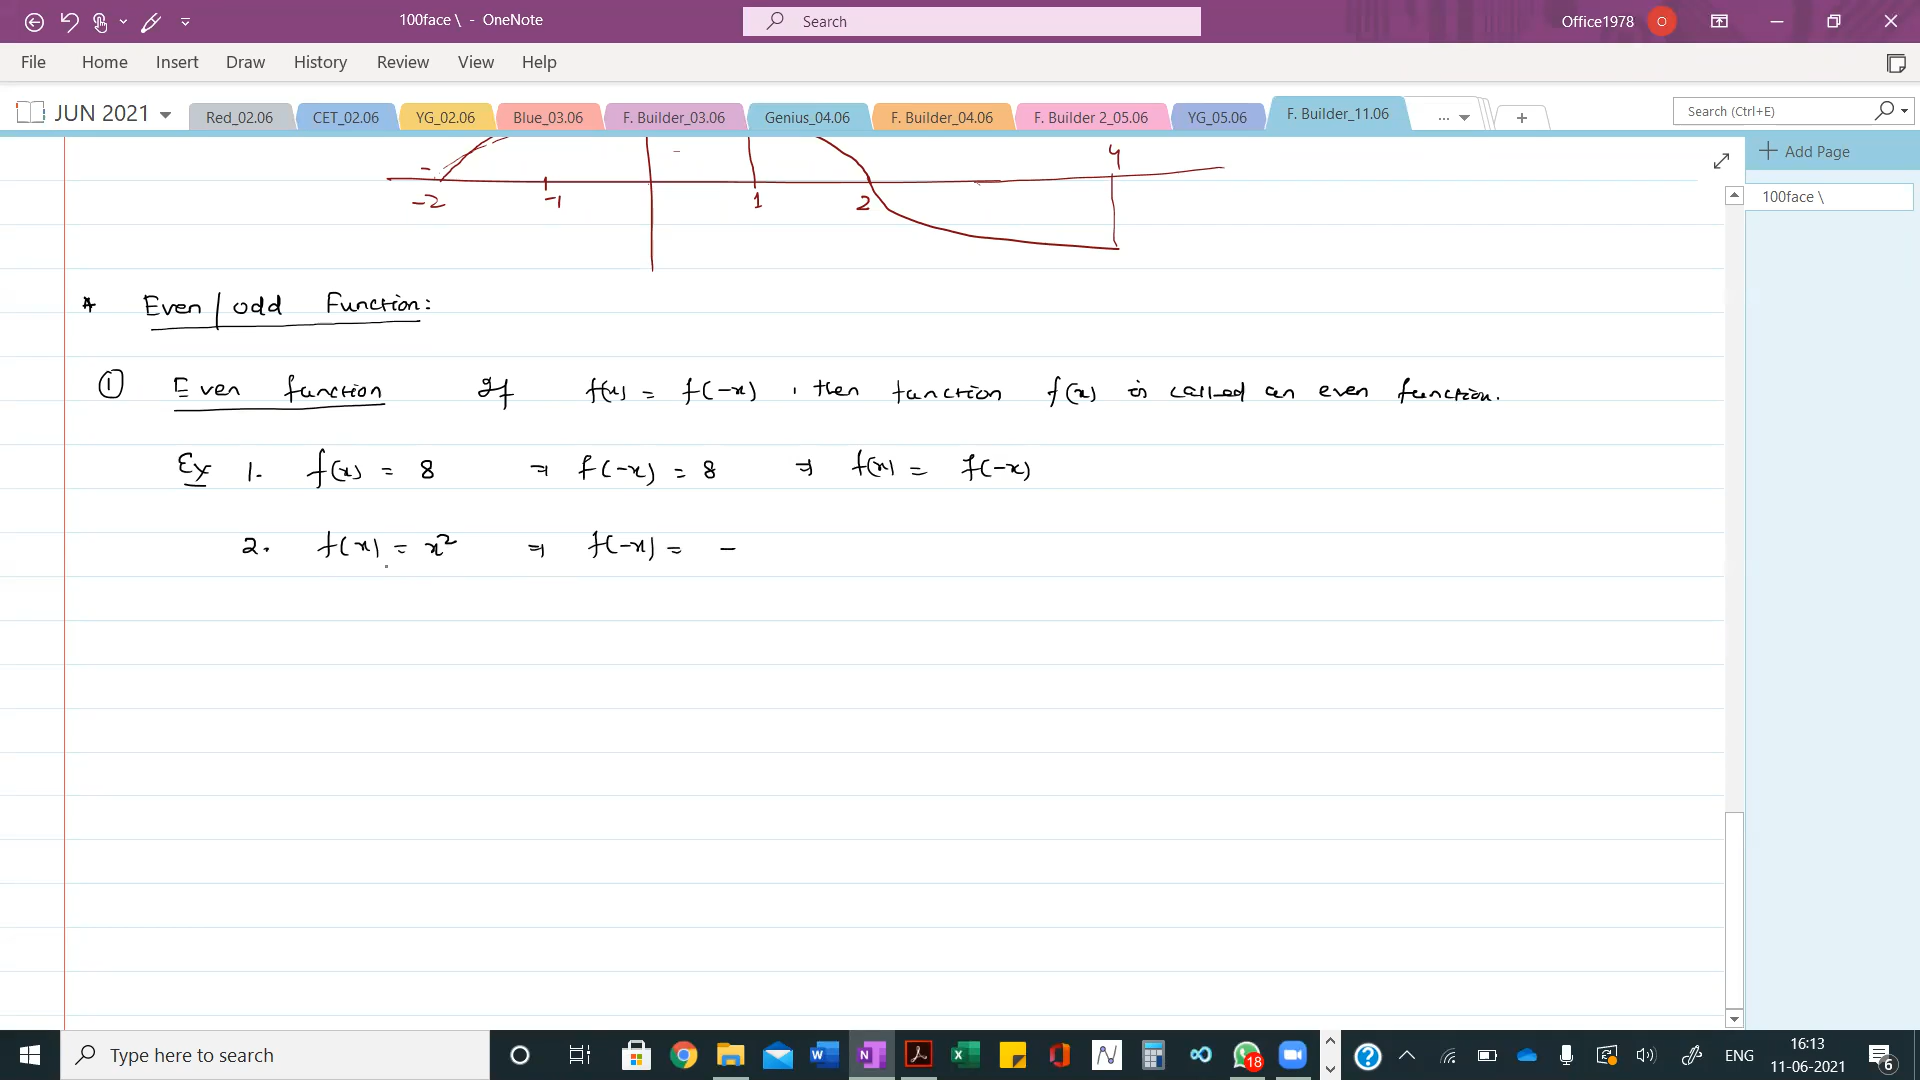 100face \ - OneNote
Search
Office1978
O
File Home Insert Draw History Review View Help
JUN 2021
Red_02.06 CET_02.06 YG_02.06 Blue_03.06 F. Builder_03.06 Genius_04.06 F. Builder_04.06 F. Builder 2_05.06 YG_05.06 F. Builder_11.06 ... +
Search (Ctrl+E)
Add Page
100face \
4
-2 -1 1 2
Even / odd Function:
① Even function If f(x) = f(-x), then function f(x) is called an even function.
Ex 1. f(x) = 8 ⇒ f(-x) = 8 ⇒ f(x) = f(-x)
2. f(x) = x² ⇒ f(-x) = -
Type here to search
18
ENG
16:13
11-06-2021
6